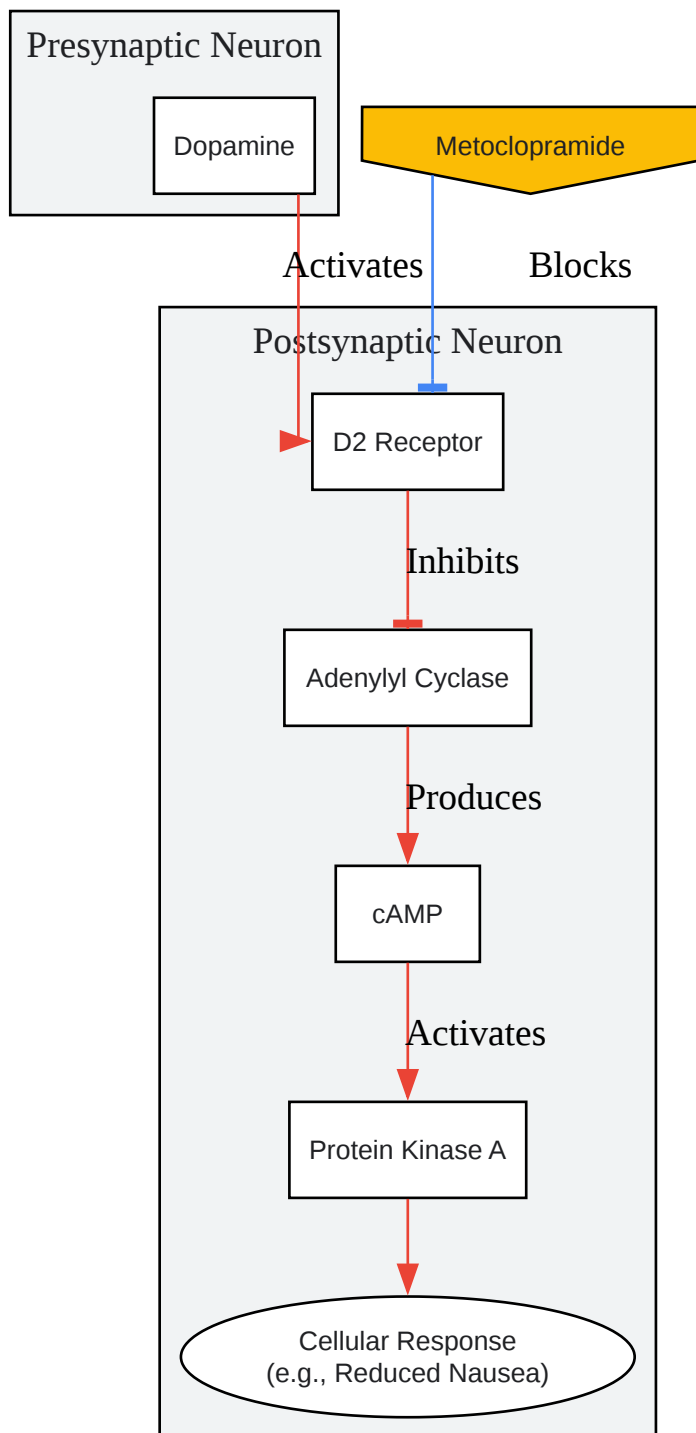 Presynaptic Neuron
Dopamine
Metoclopramide
Activates
Blocks
Postsynaptic Neuron
D2 Receptor
Inhibits
Adenylyl Cyclase
Produces
cAMP
Activates
Protein Kinase A
Cellular Response
(e.g., Reduced Nausea)